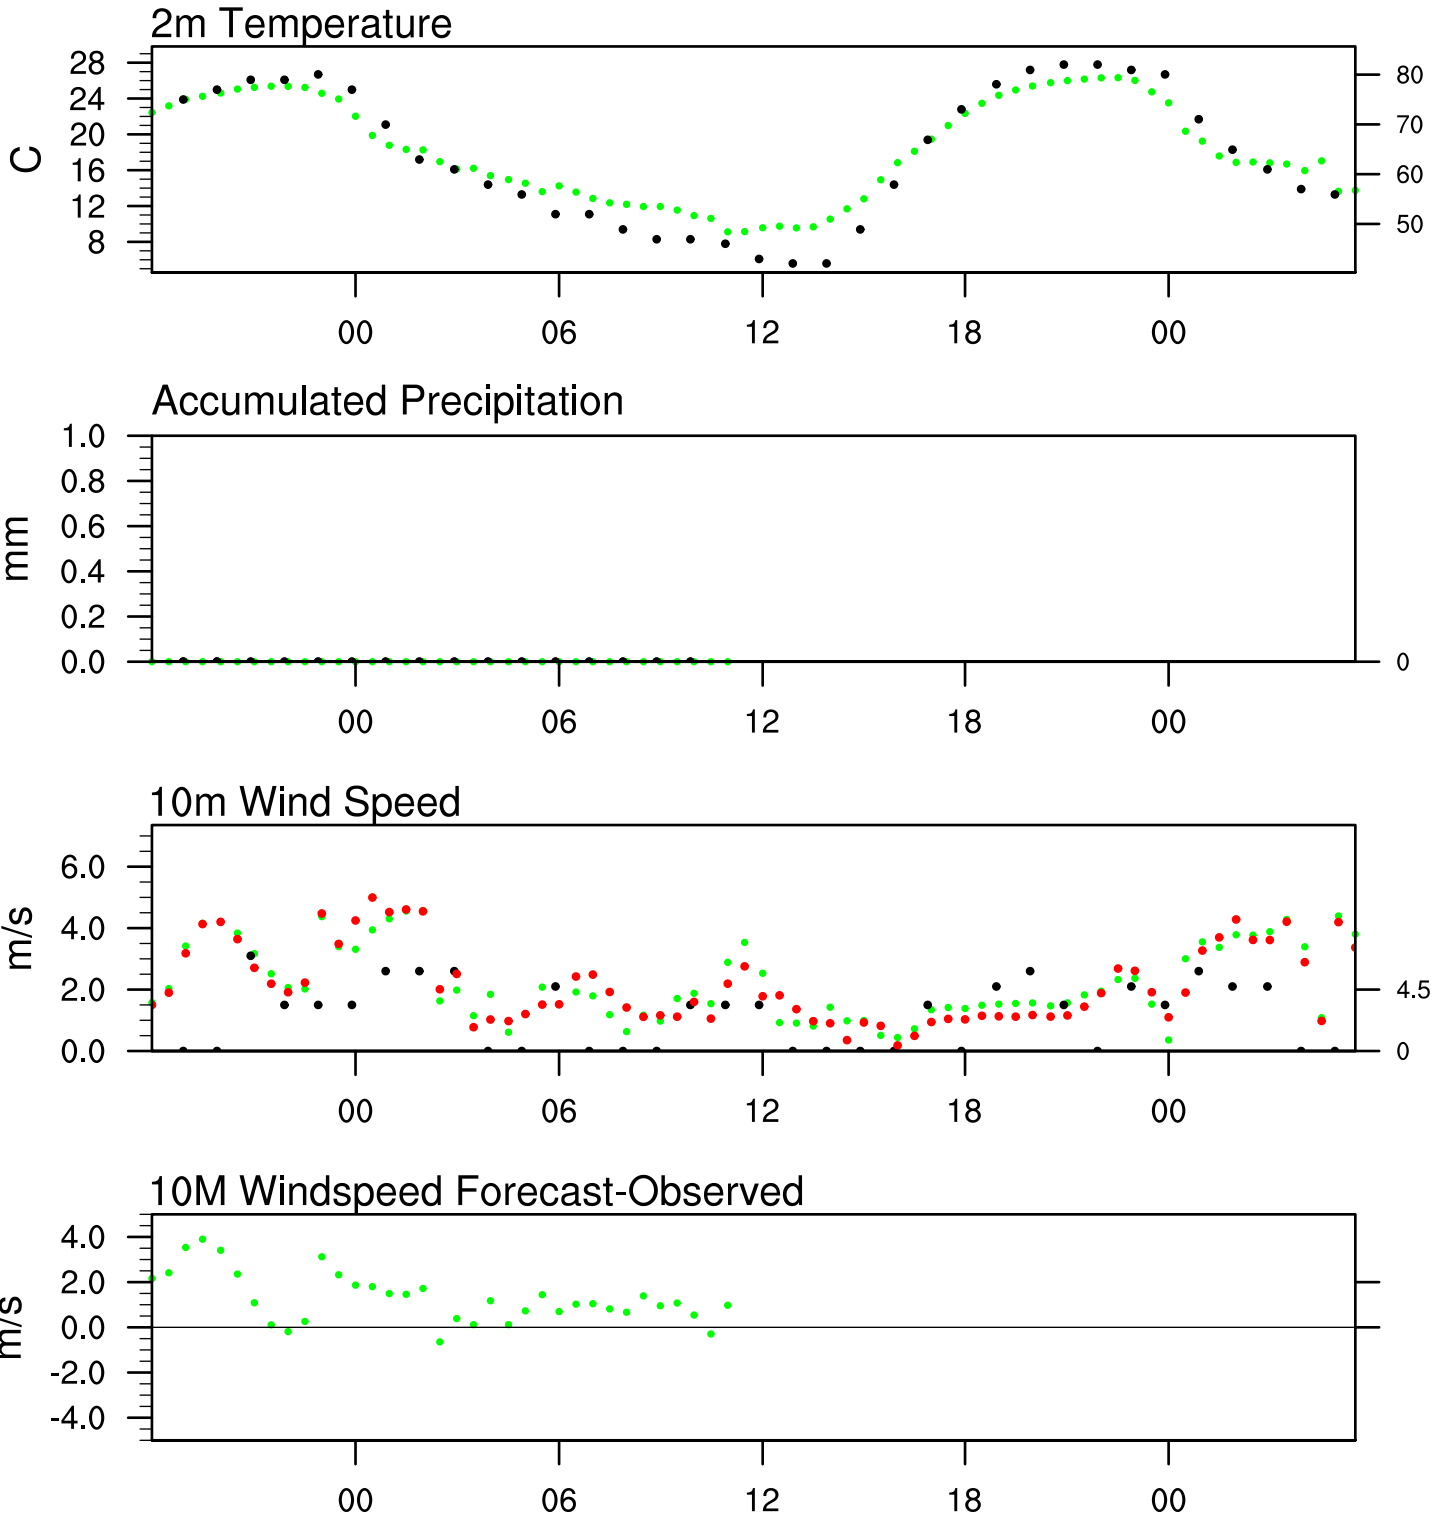 2m Temperature
28
24
20
16
12
8
C
80
70
60
50
00 06 12 18 00
Accumulated Precipitation
1.0
0.8
0.6
0.4
0.2
0.0
mm
0
00 06 12 18 00
10m Wind Speed
6.0
4.0
2.0
0.0
m/s
4.5
0
00 06 12 18 00
10M Windspeed Forecast-Observed
4.0
2.0
0.0
-2.0
-4.0
m/s
00 06 12 18 00